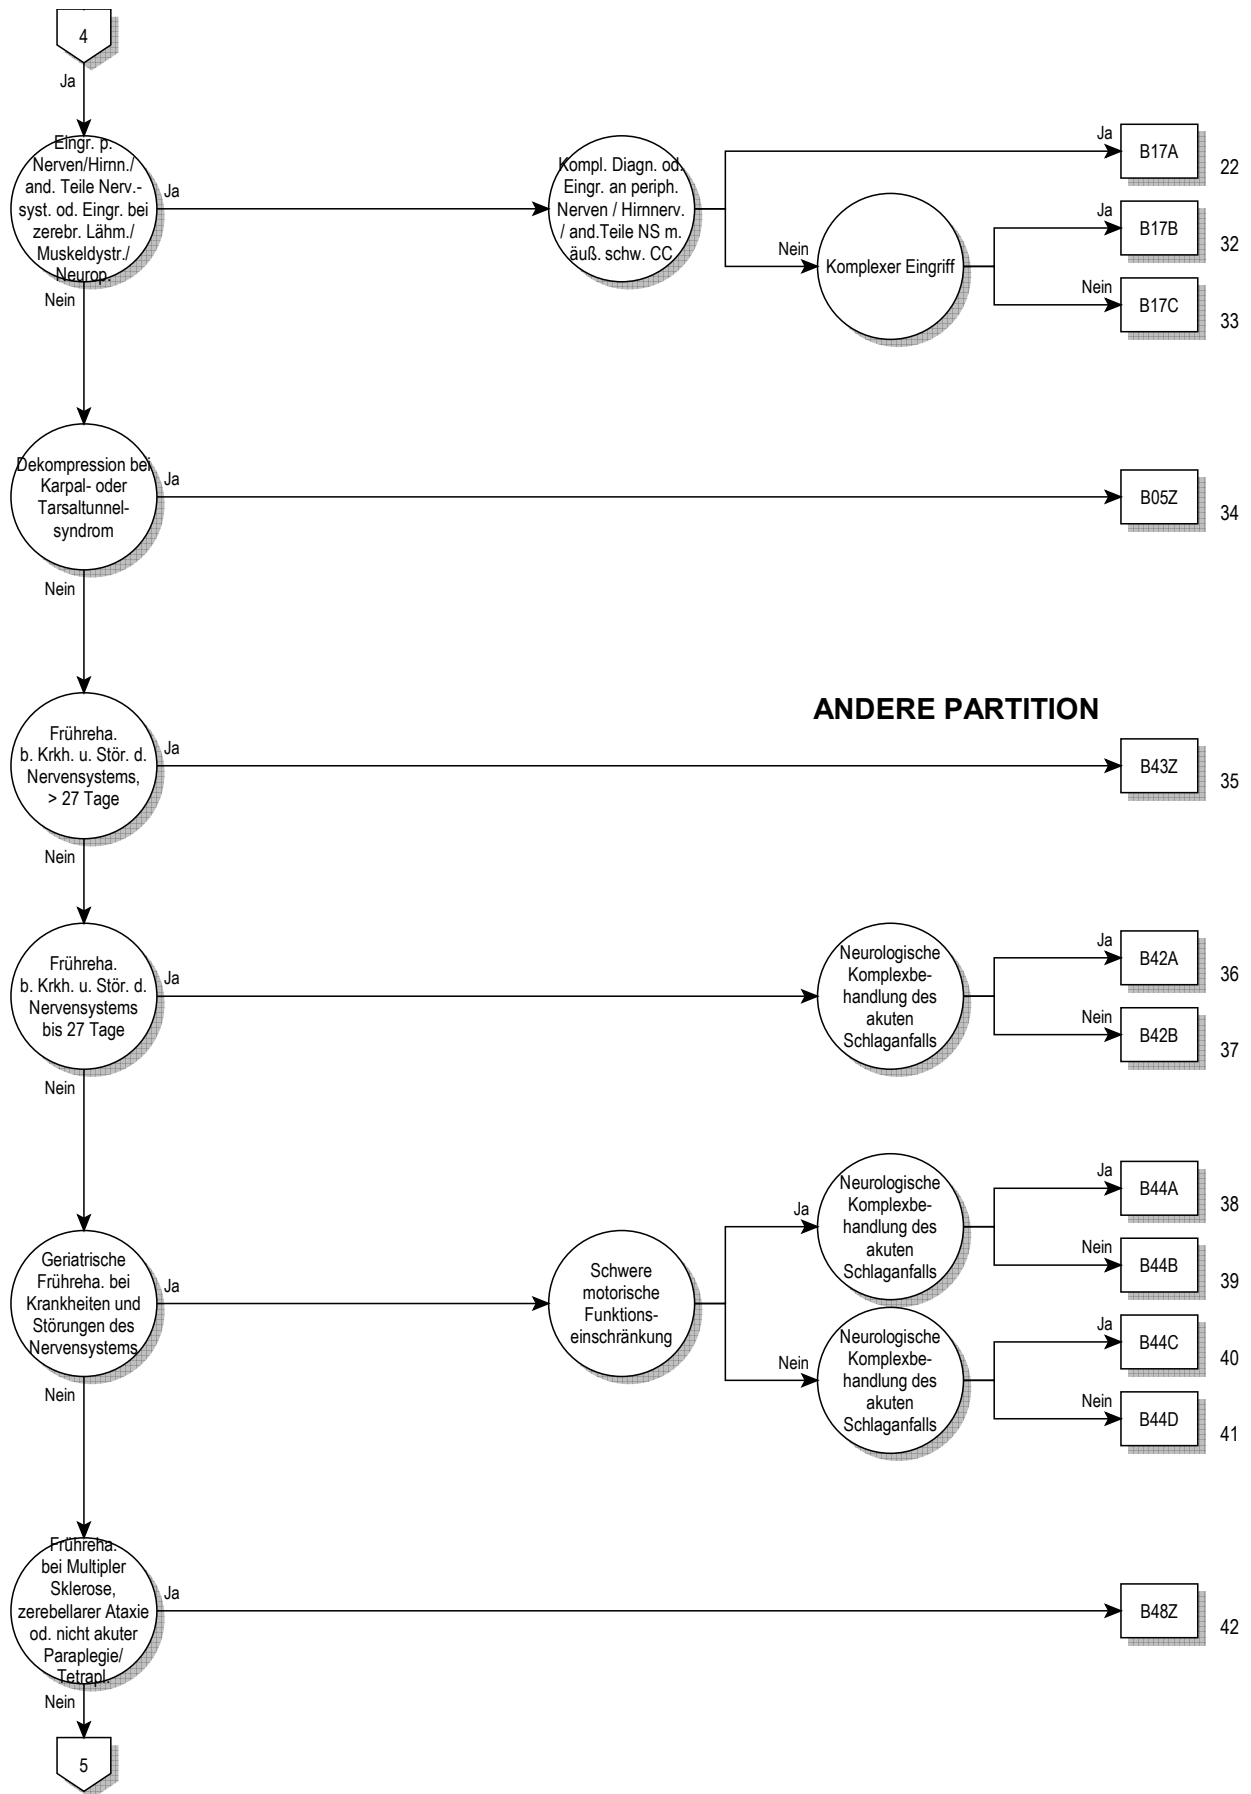 4
Ja
Eingr. p.
Nerven/Hirnn./
and. Teile Nerv.-
syst. od. Eingr. bei
zerebr. Lähm./
Muskeldystr./
Neurop.
Ja
Kompl. Diagn. od.
Eingr. an periph.
Nerven / Hirnnerv.
/ and.Teile NS m.
äuß. schw. CC
Ja
B17A
22
Nein
Komplexer Eingriff
Ja
B17B
32
Nein
B17C
33
Nein
Dekompression bei
Karpal- oder
Tarsaltunnel-
syndrom
Ja
B05Z
34
Nein
ANDERE PARTITION
Frühreha.
b. Krkh. u. Stör. d.
Nervensystems,
> 27 Tage
Ja
B43Z
35
Nein
Frühreha.
b. Krkh. u. Stör. d.
Nervensystems
bis 27 Tage
Ja
Neurologische
Komplexbe-
handlung des
akuten
Schlaganfalls
Ja
B42A
36
Nein
B42B
37
Nein
Geriatrische
Frühreha. bei
Krankheiten und
Störungen des
Nervensystems
Ja
Schwere
motorische
Funktions-
einschränkung
Ja
Neurologische
Komplexbe-
handlung des
akuten
Schlaganfalls
Ja
B44A
38
Nein
B44B
39
Nein
Neurologische
Komplexbe-
handlung des
akuten
Schlaganfalls
Ja
B44C
40
Nein
B44D
41
Nein
Frühreha.
bei Multipler
Sklerose,
zerebellarer Ataxie
od. nicht akuter
Paraplegie/
Tetrapl.
Ja
B48Z
42
Nein
5